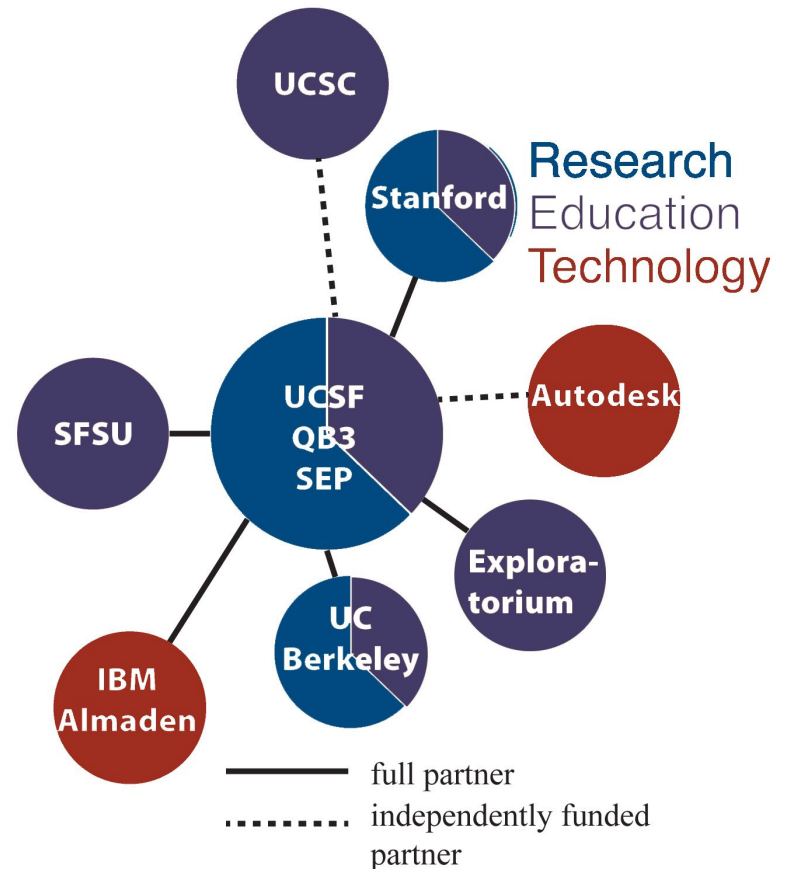 UCSC
Stanford
Research
Education
Technology
UCSF
QB3
SEP
Autodesk
SFSU
Explora-
torium
UC
Berkeley
IBM
Almaden
full partner
independently funded
partner